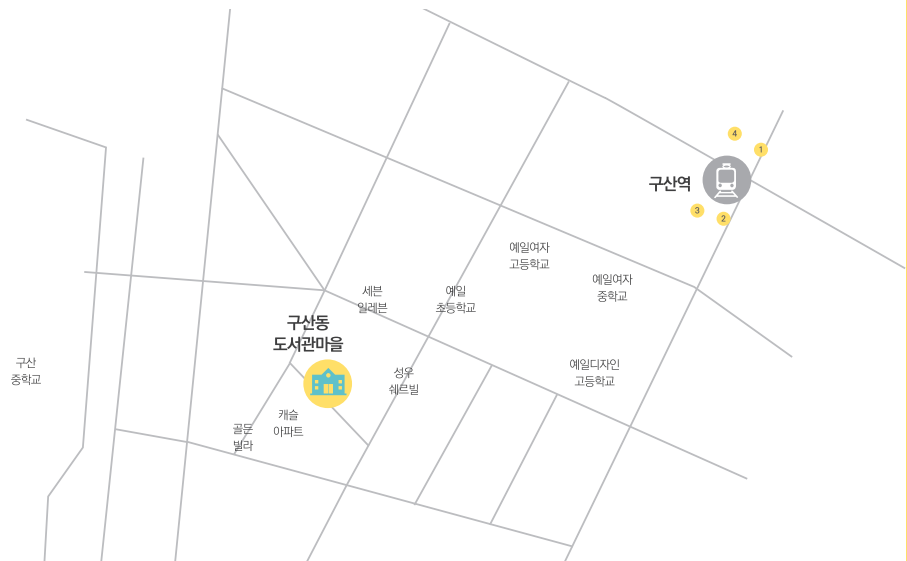 4
1
구산역
3
2
예일여자
고등학교
예일여자
중학교
세븐
일레븐
예일
초등학교
구산동
도서관마을
구산
중학교
성우
쉐르빌
예일디자인
고등학교
캐슬
아파트
골든
빌라